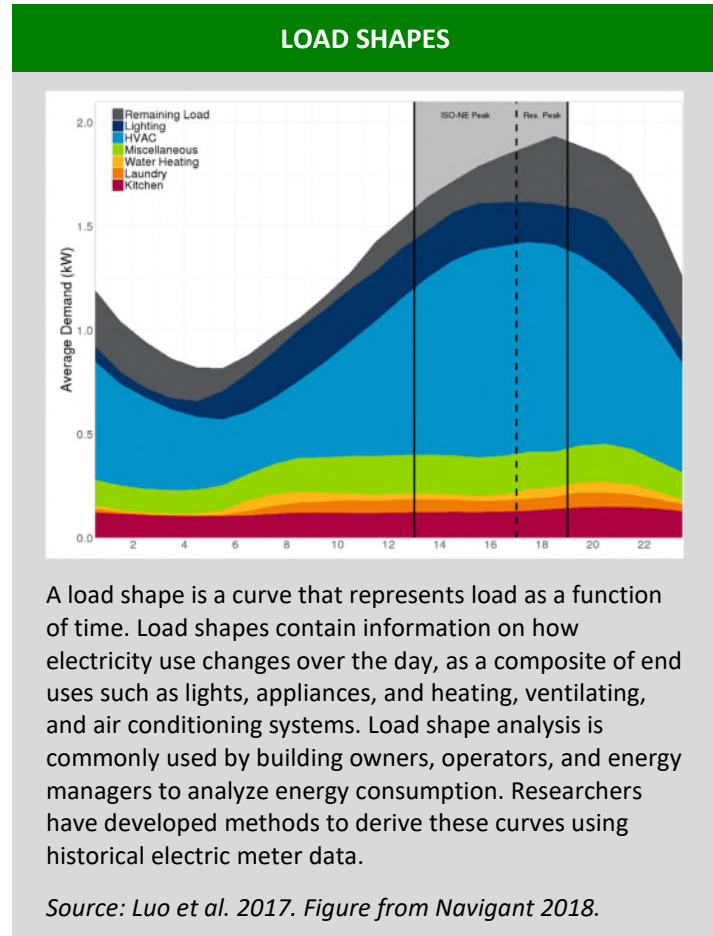 LOAD SHAPES
ISO-NE Peak
Res. Peak
Remaining Load
Lighting
HVAC
Miscellaneous
Water Heating
Laundry
Kitchen
Average Demand (kW)
2.0
1.5
1.0
0.5
0.0
2 4 6 8 10 12 14 16 18 20 22
A load shape is a curve that represents load as a function
of time. Load shapes contain information on how
electricity use changes over the day, as a composite of end
uses such as lights, appliances, and heating, ventilating,
and air conditioning systems. Load shape analysis is
commonly used by building owners, operators, and energy
managers to analyze energy consumption. Researchers
have developed methods to derive these curves using
historical electric meter data.
Source: Luo et al. 2017. Figure from Navigant 2018.